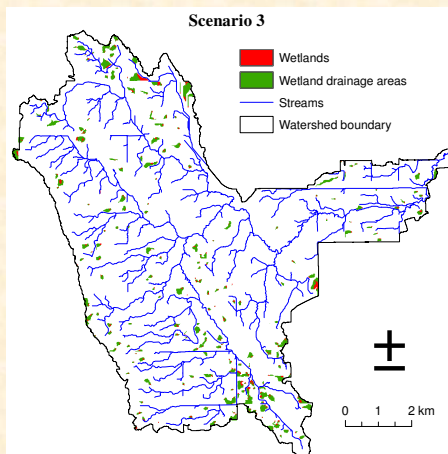 Scenario 3
Wetlands
Wetland drainage areas
Streams
Watershed boundary
0 1 2 km